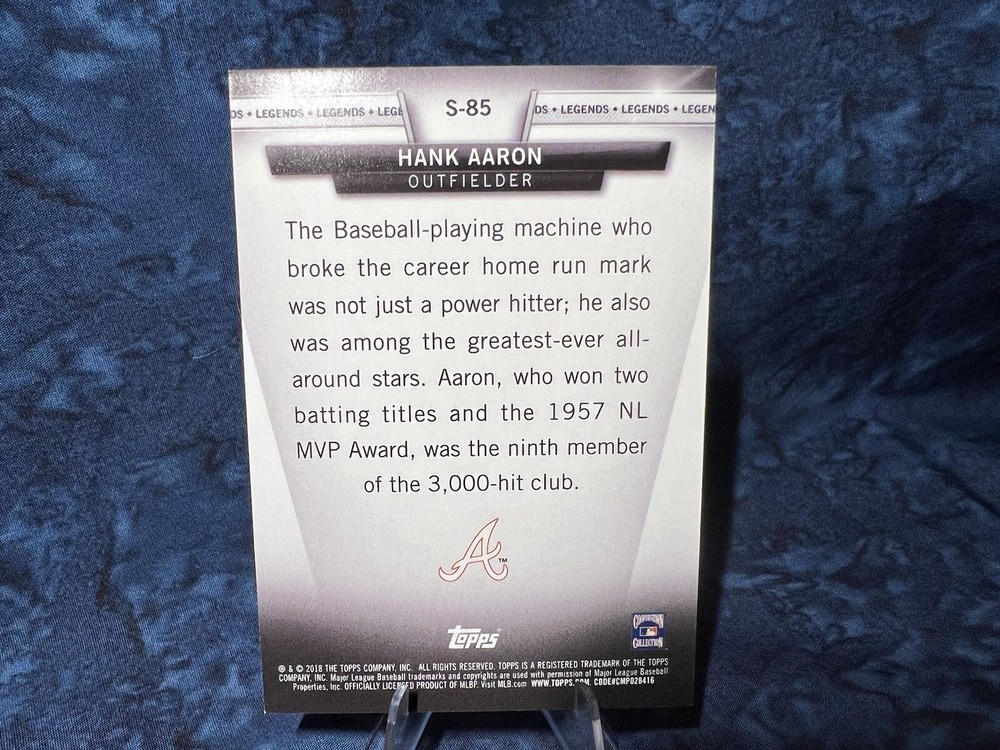 DS • LEGENDS • LEGENDS • LEGE
S-85
DS • LEGENDS • LEGENDS • LEGEN
HANK AARON
OUTFIELDER
The Baseball-playing machine who
broke the career home run mark
was not just a power hitter; he also
was among the greatest-ever all-
around stars. Aaron, who won two
batting titles and the 1957 NL
MVP Award, was the ninth member
of the 3,000-hit club.
A™
topps®
COOPERSTOWN
COLLECTION
® & © 2018 THE TOPPS COMPANY, INC. ALL RIGHTS RESERVED. TOPPS IS A REGISTERED TRADEMARK OF THE TOPPS
COMPANY, INC. Major League Baseball trademarks and copyrights are used with permission of Major League Baseball
Properties, Inc. OFFICIALLY LICENSED PRODUCT OF MLBP. Visit MLB.com WWW.TOPPS.COM. CODE#CMP028416